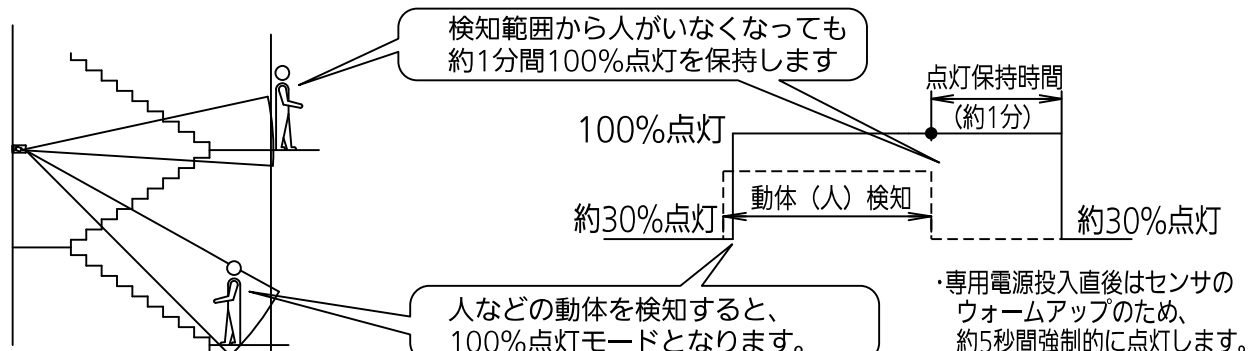 検知範囲から人がいなくなっても
約1分間100%点灯を保持します
点灯保持時間
(約1分)
100%点灯
動体（人）検知
約30%点灯
約30%点灯
人などの動体を検知すると、
100%点灯モードとなります。
・専用電源投入直後はセンサの
ウォームアップのため、
約5秒間強制的に点灯します。